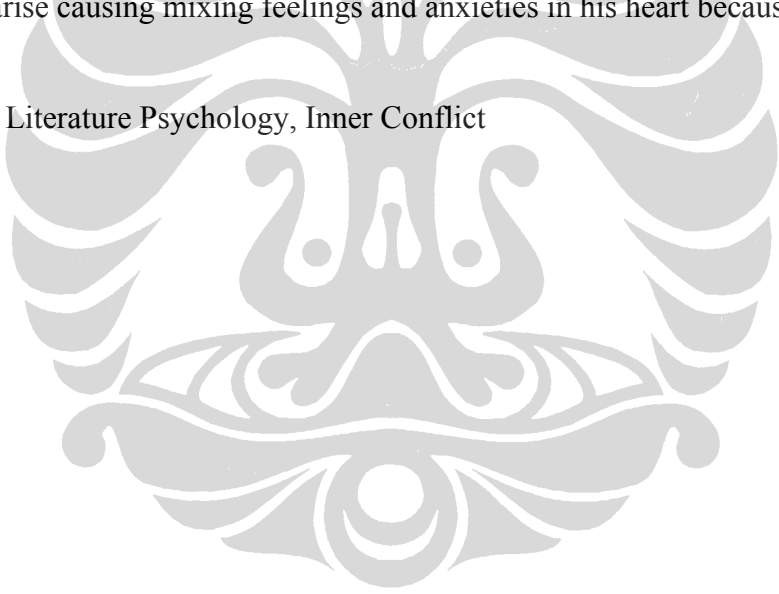 arise causing mixing feelings and anxieties in his heart becaus
Literature Psychology, Inner Conflict